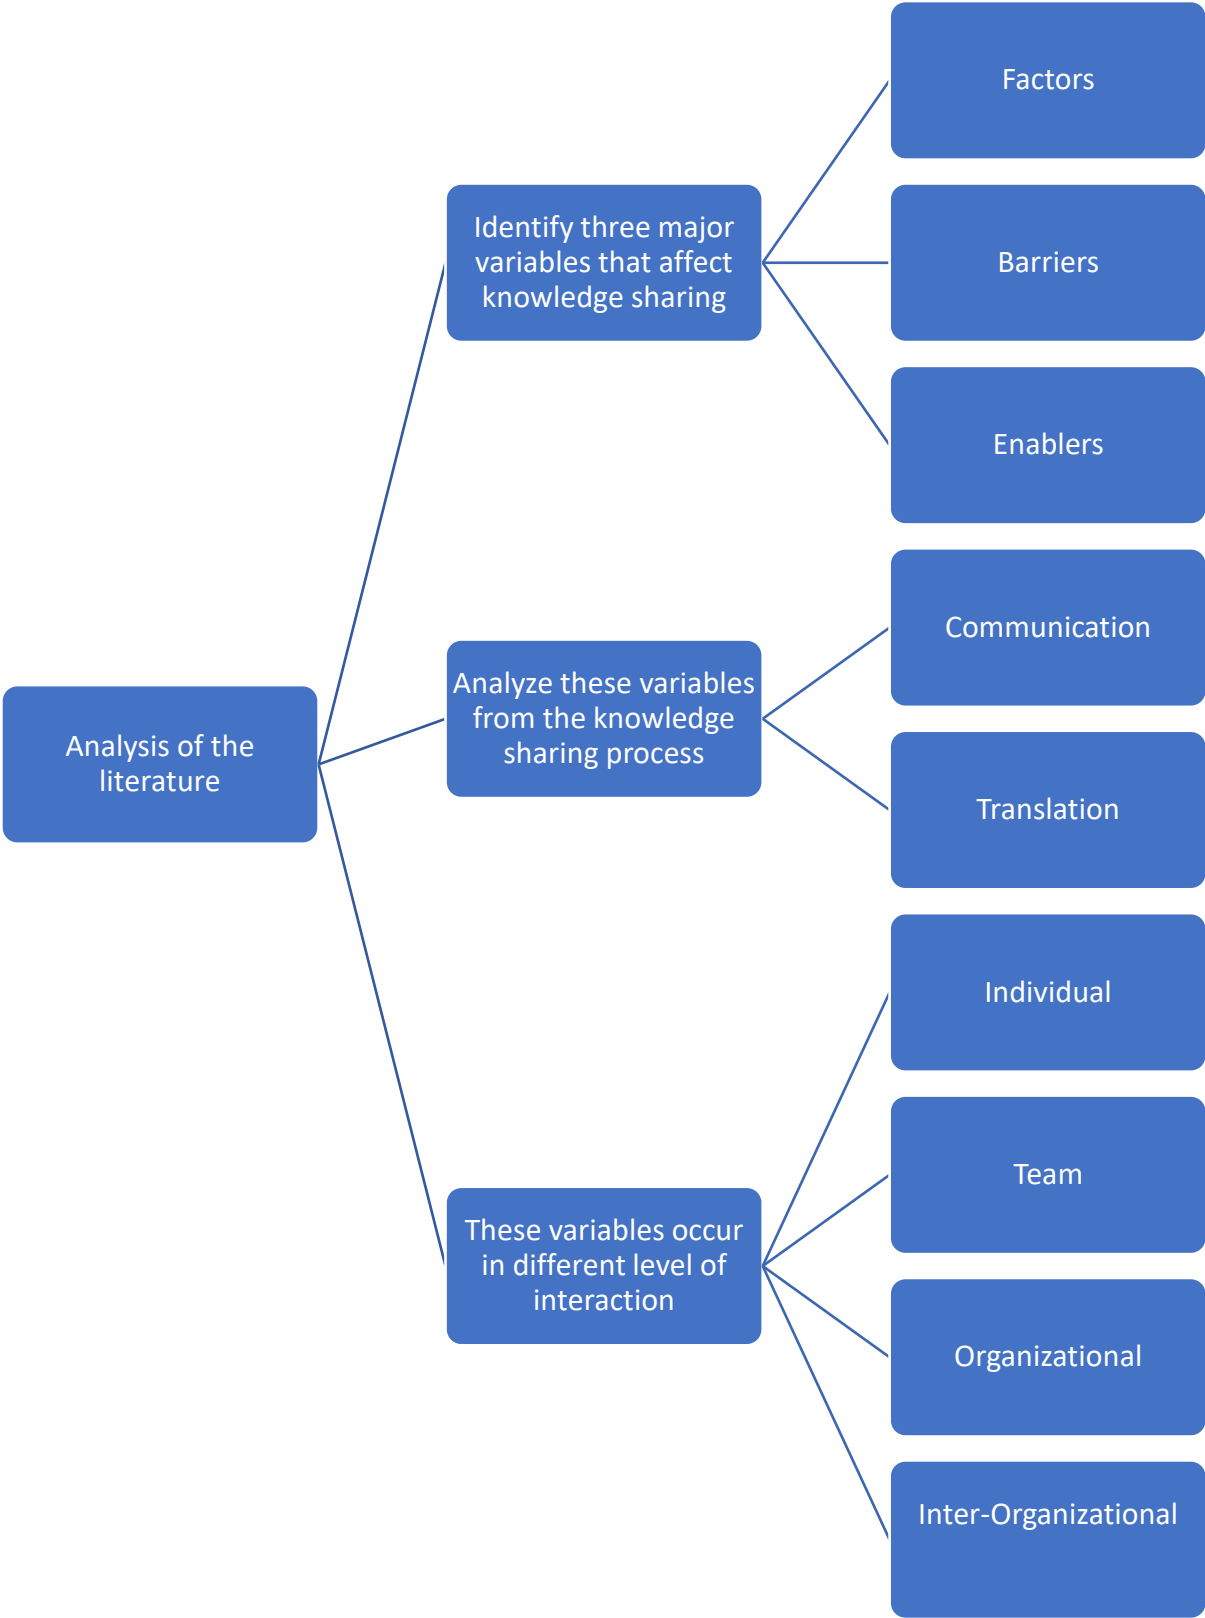 Analysis of the
literature
Identify three major
variables that affect
knowledge sharing
Factors
Barriers
Enablers
Analyze these variables
from the knowledge
sharing process
Communication
Translation
These variables occur
in different level of
interaction
Individual
Team
Organizational
Inter-Organizational